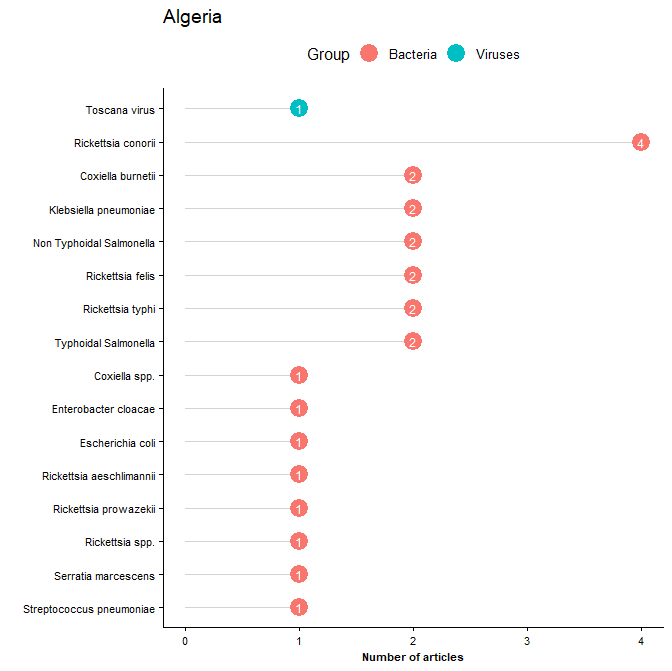 Algeria
Group Bacteria Viruses
Toscana virus 1
Rickettsia conorii 4
Coxiella burnetii 2
Klebsiella pneumoniae 2
Non Typhoidal Salmonella 2
Rickettsia felis 2
Rickettsia typhi 2
Typhoidal Salmonella 2
Coxiella spp. 1
Enterobacter cloacae 1
Escherichia coli 1
Rickettsia aeschlimannii 1
Rickettsia prowazekii 1
Rickettsia spp. 1
Serratia marcescens 1
Streptococcus pneumoniae 1
0 1 2 3 4
Number of articles